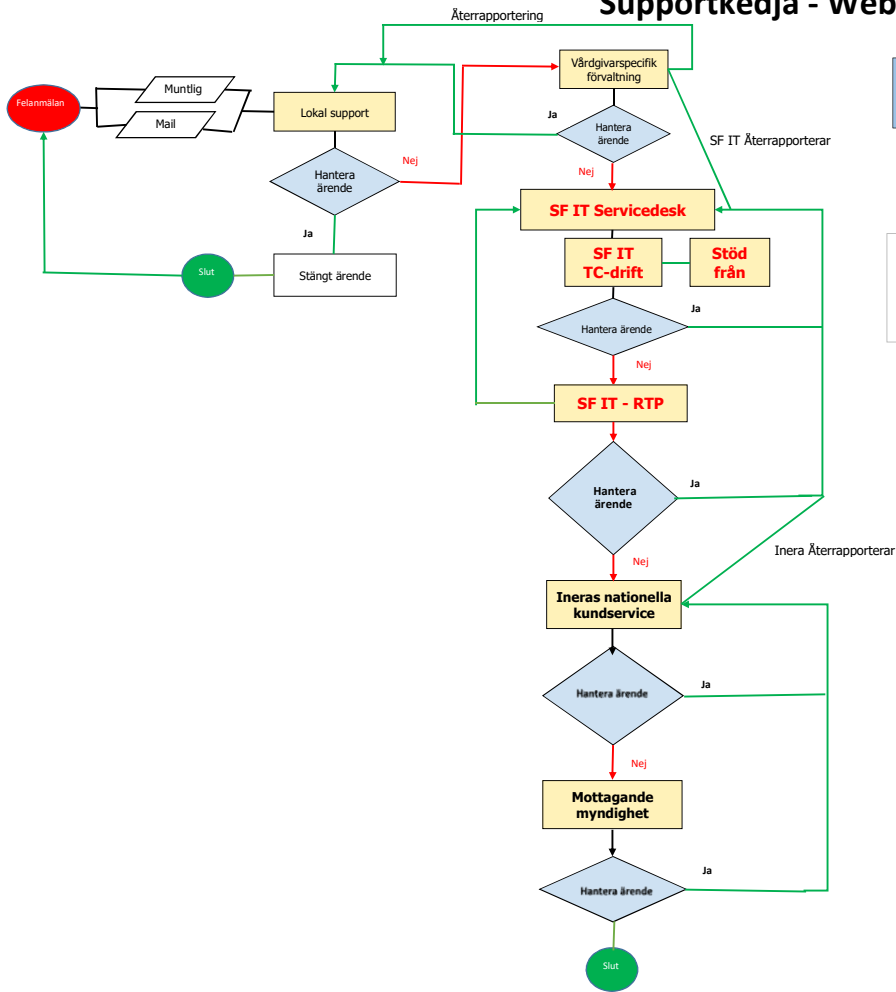 Supportkedja - Web
Återrapportering
Vårdgivarspecifik
förvaltning
Felanmälan
Muntlig
Mail
Lokal support
Ja
Hantera
ärende
SF IT Återrapporterar
Nej
Hantera
ärende
Nej
SF IT Servicedesk
Ja
Slut
Stängt ärende
SF IT
TC-drift
Stöd
från
Ja
Hantera ärende
Nej
SF IT - RTP
Hantera
ärende
Ja
Inera Återrapporterar
Nej
Ineras nationella
kundservice
Hantera ärende
Ja
Nej
Mottagande
myndighet
Ja
Hantera ärende
Slut